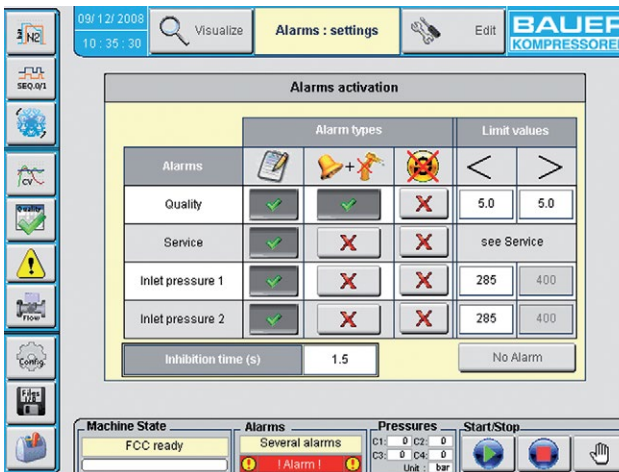 09/12/2008
10:35:30
Visualize
Alarms : settings
Edit
BAUER
KOMPRESSOREN
N2
SEQ.0/1
CV
Quality
Flow
Config
Files
Alarms activation
Alarm types
Limit values
Alarms
+
<
>
Quality
5.0
5.0
Service
see Service
Inlet pressure 1
285
400
Inlet pressure 2
285
400
Inhibition time (s)
1.5
No Alarm
Machine State
FCC ready
Alarms
Several alarms
! Alarm !
Pressures
C1: 0 C2: 0
C3: 0 C4: 0
Unit : bar
Start/Stop